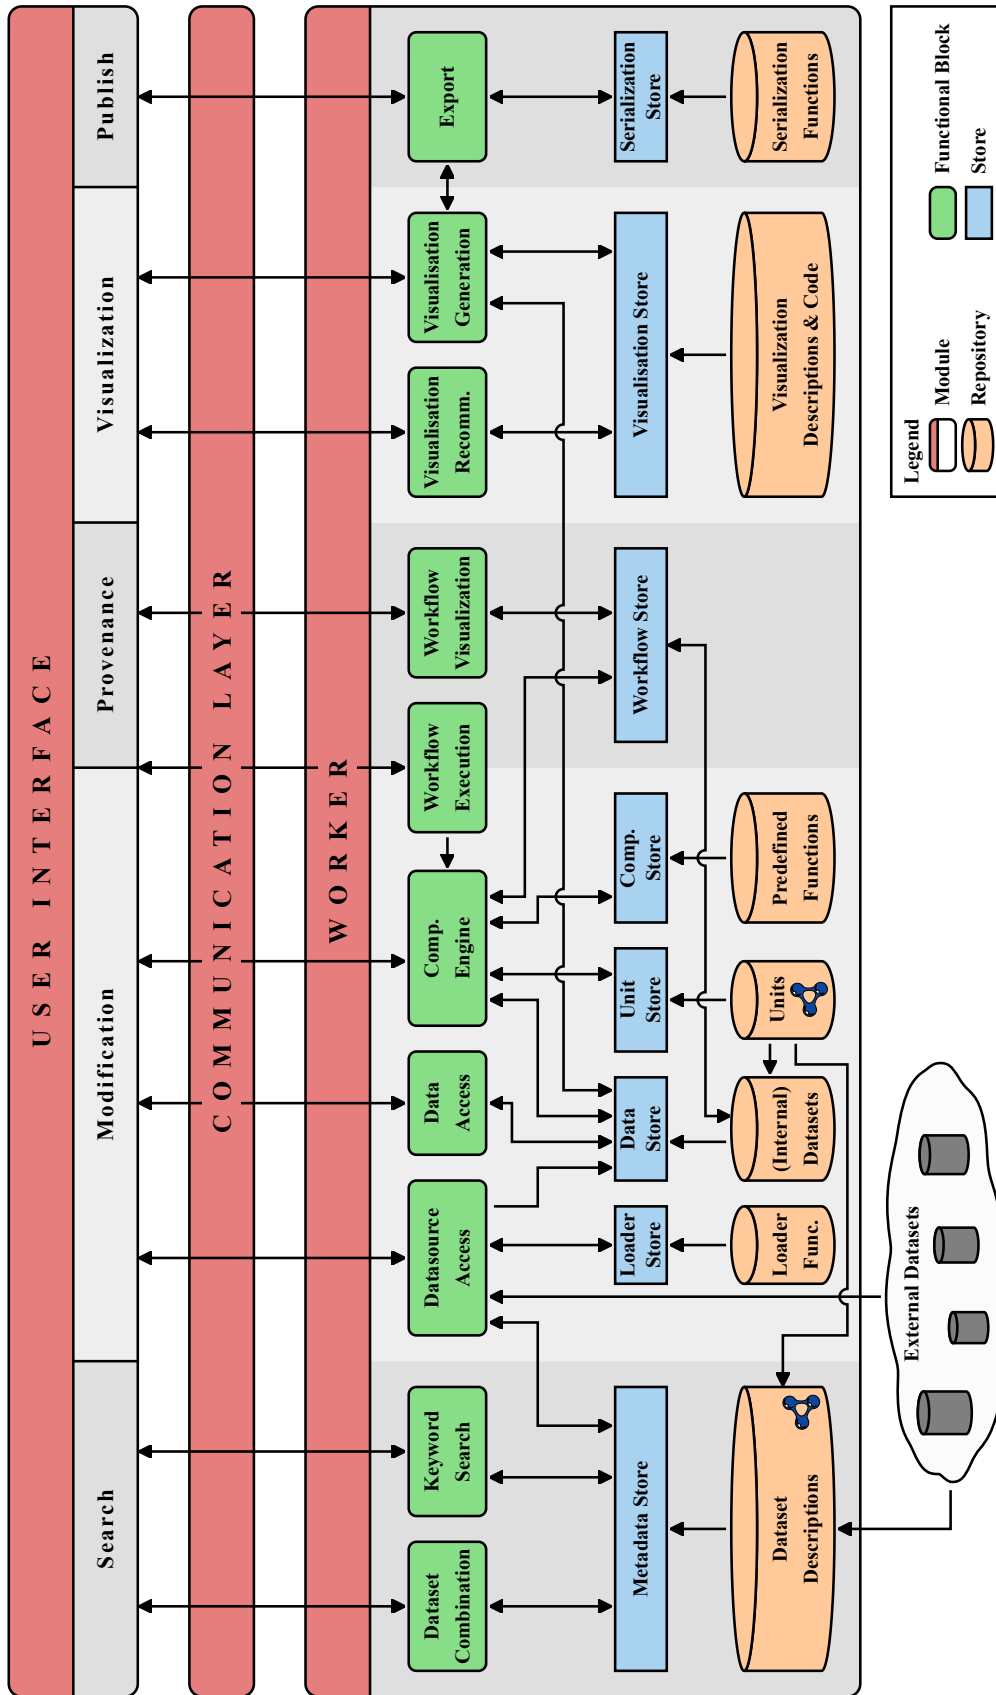 USER INTERFACE
Search
Modification
Provenance
Visualization
Publish
COMMUNICATION LAYER
WORKER
Dataset
Combination
Keyword
Search
Datasource
Access
Data
Access
Comp.
Engine
Workflow
Execution
Workflow
Visualization
Visualisation
Recomm.
Visualisation
Generation
Export
Metadata Store
Loader
Store
Data
Store
Unit
Store
Comp.
Store
Workflow Store
Visualisation Store
Serialization
Store
Dataset
Descriptions
Loader
Func.
(Internal)
Datasets
Units
Predefined
Functions
Visualization
Descriptions & Code
Serialization
Functions
External Datasets
Legend
Module
Functional Block
Repository
Store